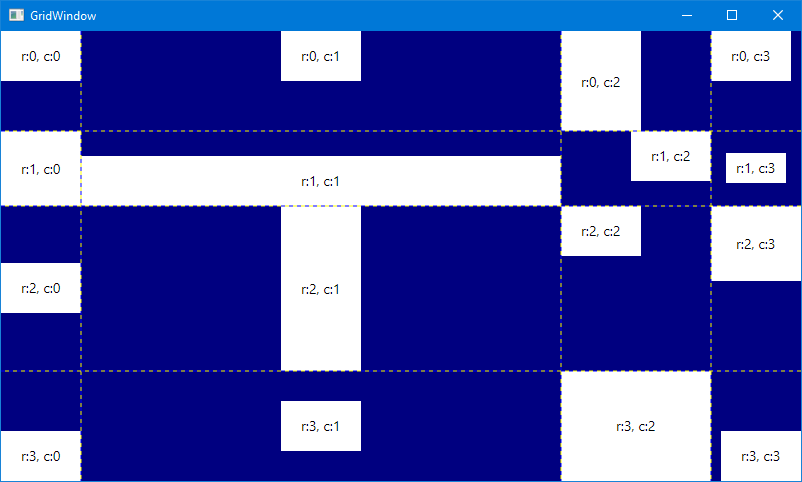 GridWindow
r:0, c:0
r:0, c:1
r:0, c:2
r:0, c:3
r:1, c:0
r:1, c:1
r:1, c:2
r:1, c:3
r:2, c:0
r:2, c:1
r:2, c:2
r:2, c:3
r:3, c:0
r:3, c:1
r:3, c:2
r:3, c:3